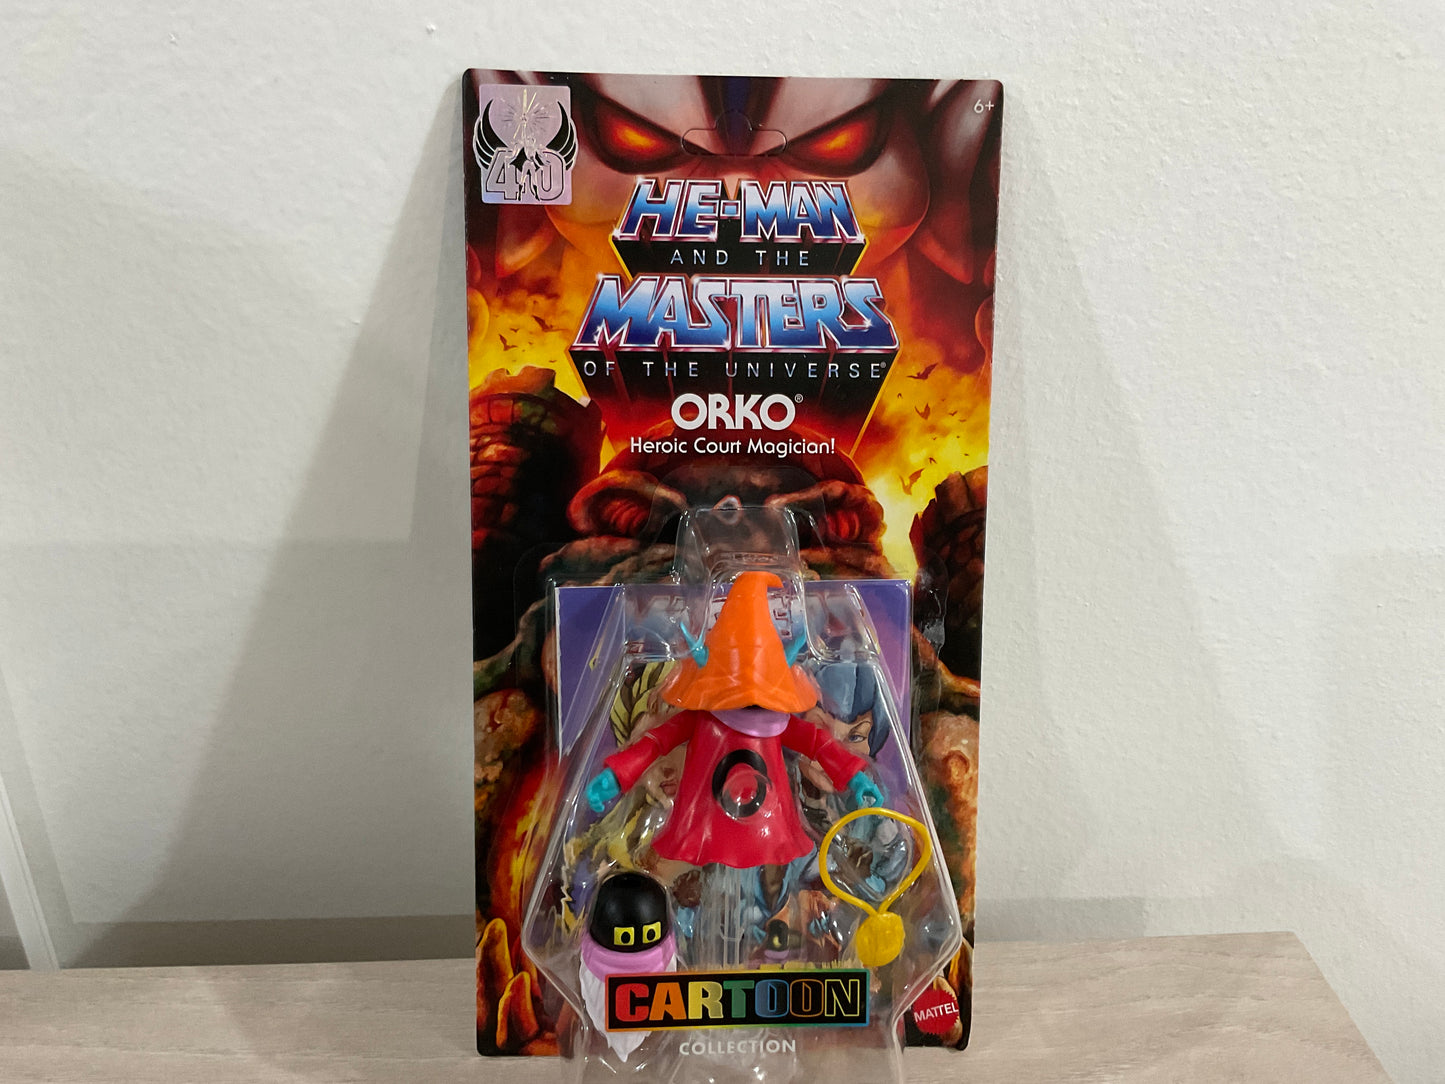 6+
40
HE-MAN
AND THE
MASTERS
OF THE UNIVERSE®
ORKO®
Heroic Court Magician!
O
CARTOON
COLLECTION
MATTEL